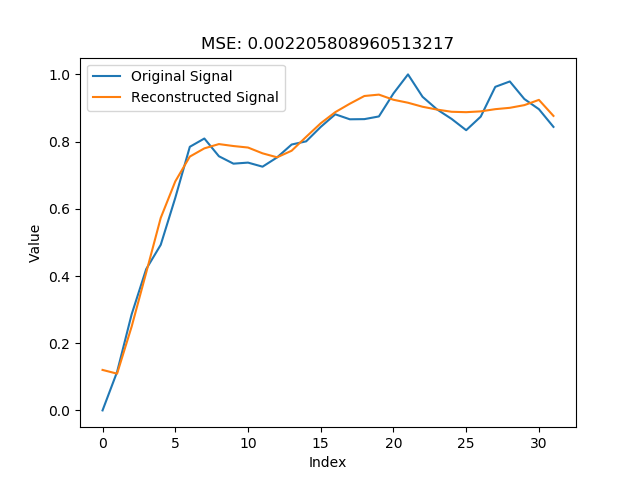 MSE: 0.002205808960513217
Original Signal
Reconstructed Signal
Value
1.0
0.8
0.6
0.4
0.2
0.0
0 5 10 15 20 25 30
Index